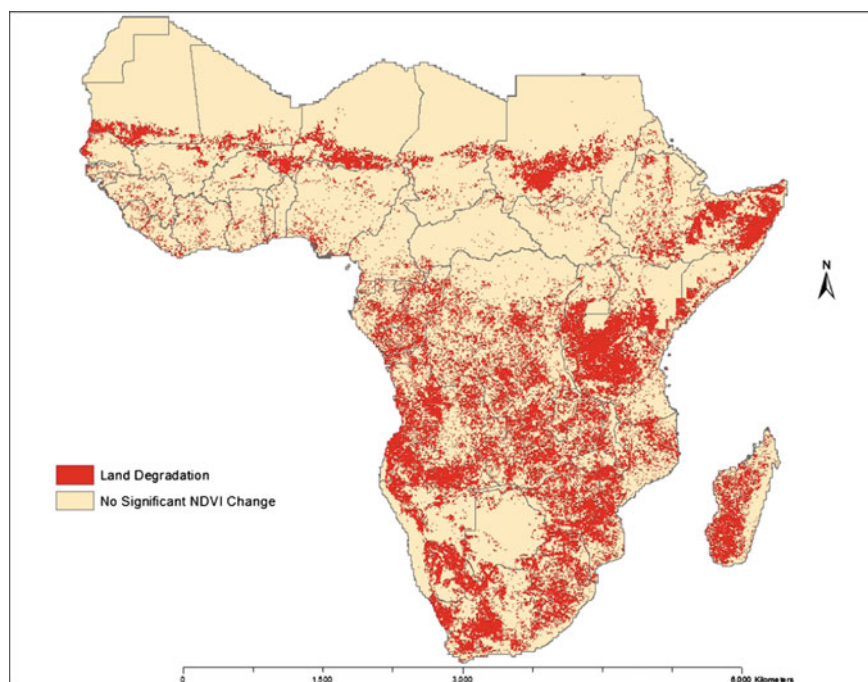 N
Land Degradation
No Significant NDVI Change
0 1,500 3,000 6,000 Kilometers